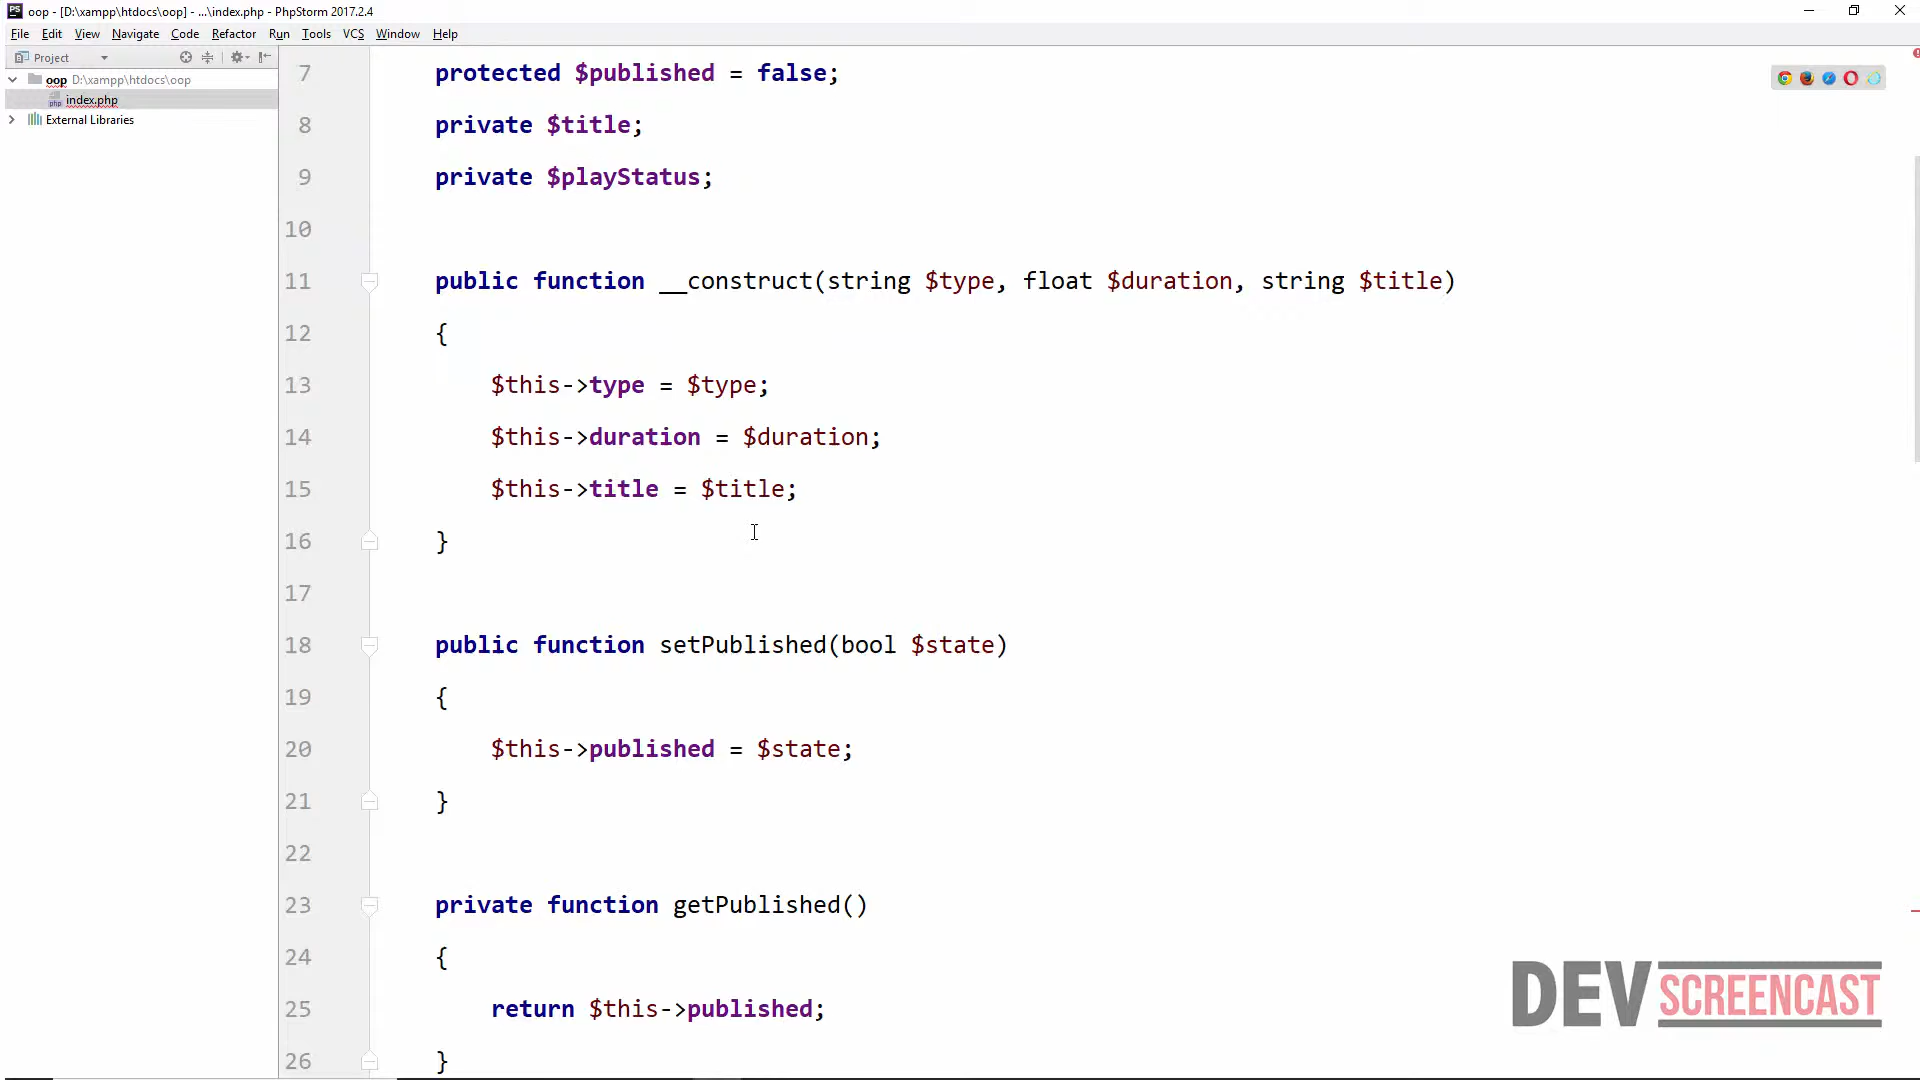 oop - [D:\xampp\htdocs\oop] - ...\index.php - PhpStorm 2017.2.4
File Edit View Navigate Code Refactor Run Tools VCS Window Help
Project
oop D:\xampp\htdocs\oop
index.php
External Libraries
7 protected $published = false;
8 private $title;
9 private $playStatus;
10
11 public function __construct(string $type, float $duration, string $title)
12 {
13 $this->type = $type;
14 $this->duration = $duration;
15 $this->title = $title;
16 }
17
18 public function setPublished(bool $state)
19 {
20 $this->published = $state;
21 }
22
23 private function getPublished()
24 {
25 return $this->published;
26 }
DEVSCREENCAST